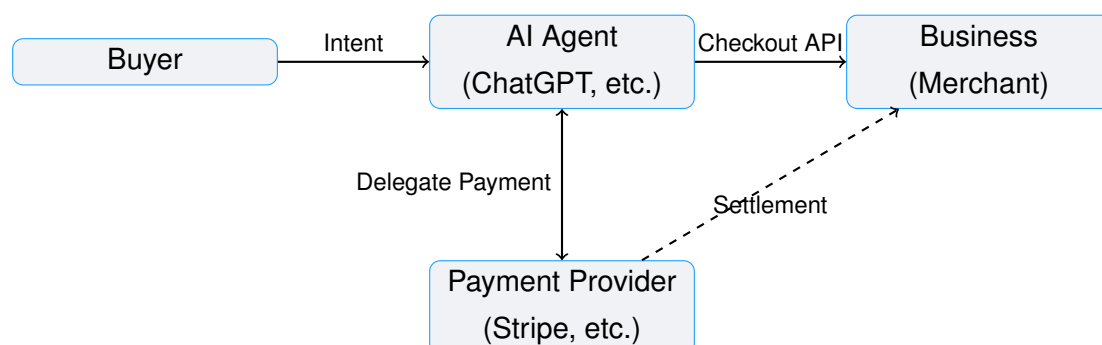 Buyer
Intent
AI Agent
(ChatGPT, etc.)
Checkout API
Business
(Merchant)
Delegate Payment
Settlement
Payment Provider
(Stripe, etc.)